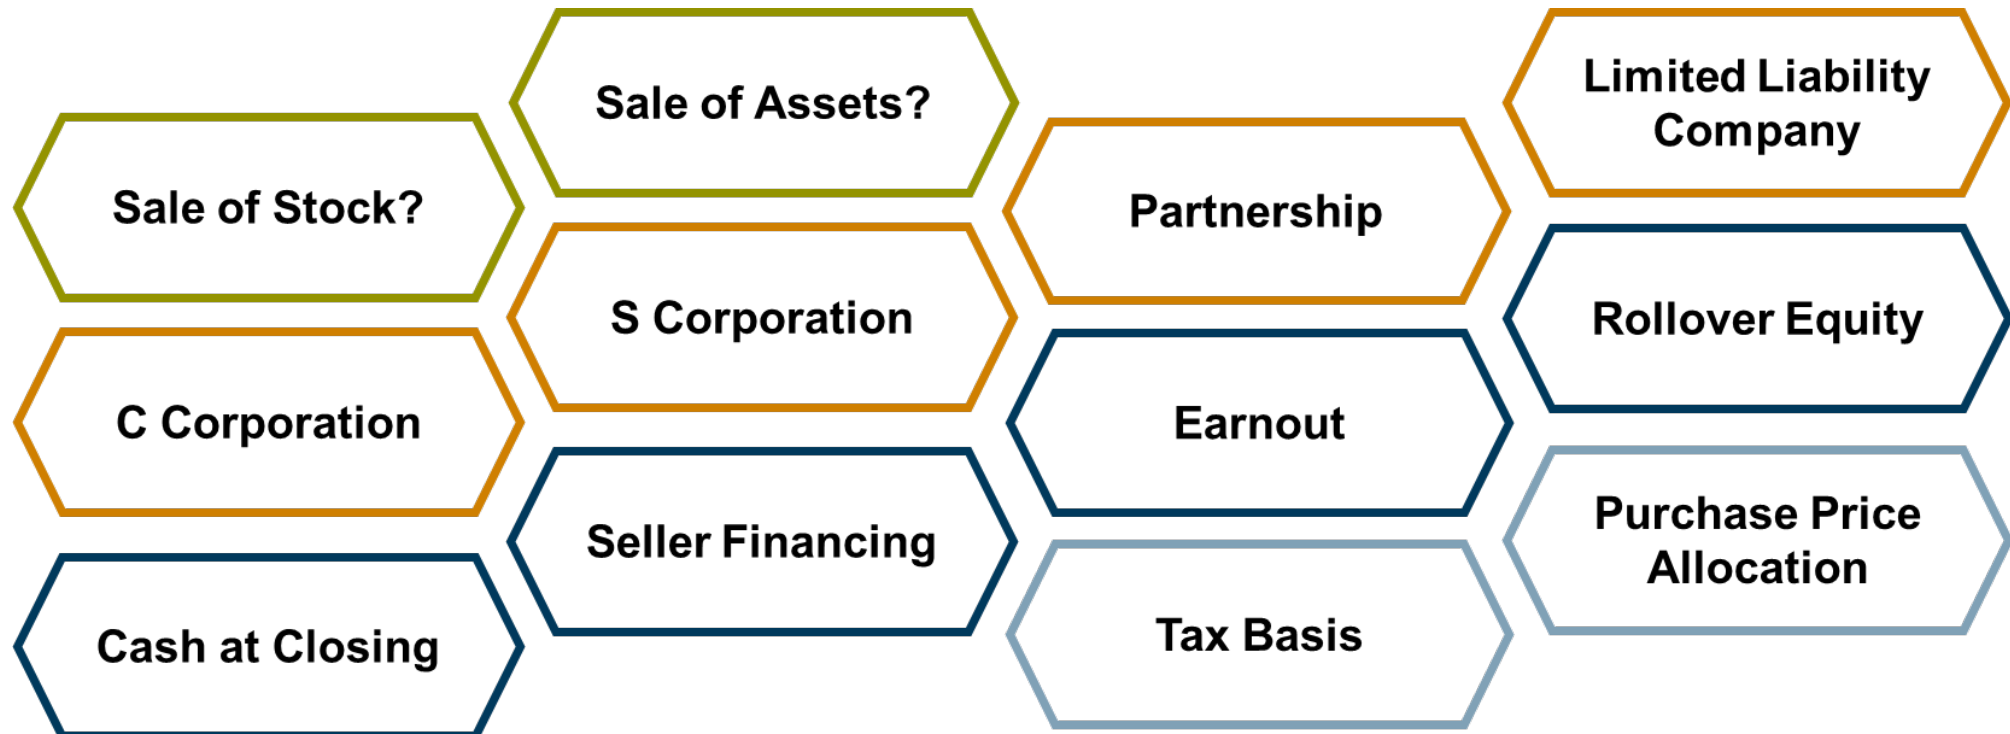 Sale of Stock?
C Corporation
Cash at Closing
Sale of Assets?
S Corporation
Seller Financing
Partnership
Earnout
Tax Basis
Limited Liability
Company
Rollover Equity
Purchase Price
Allocation